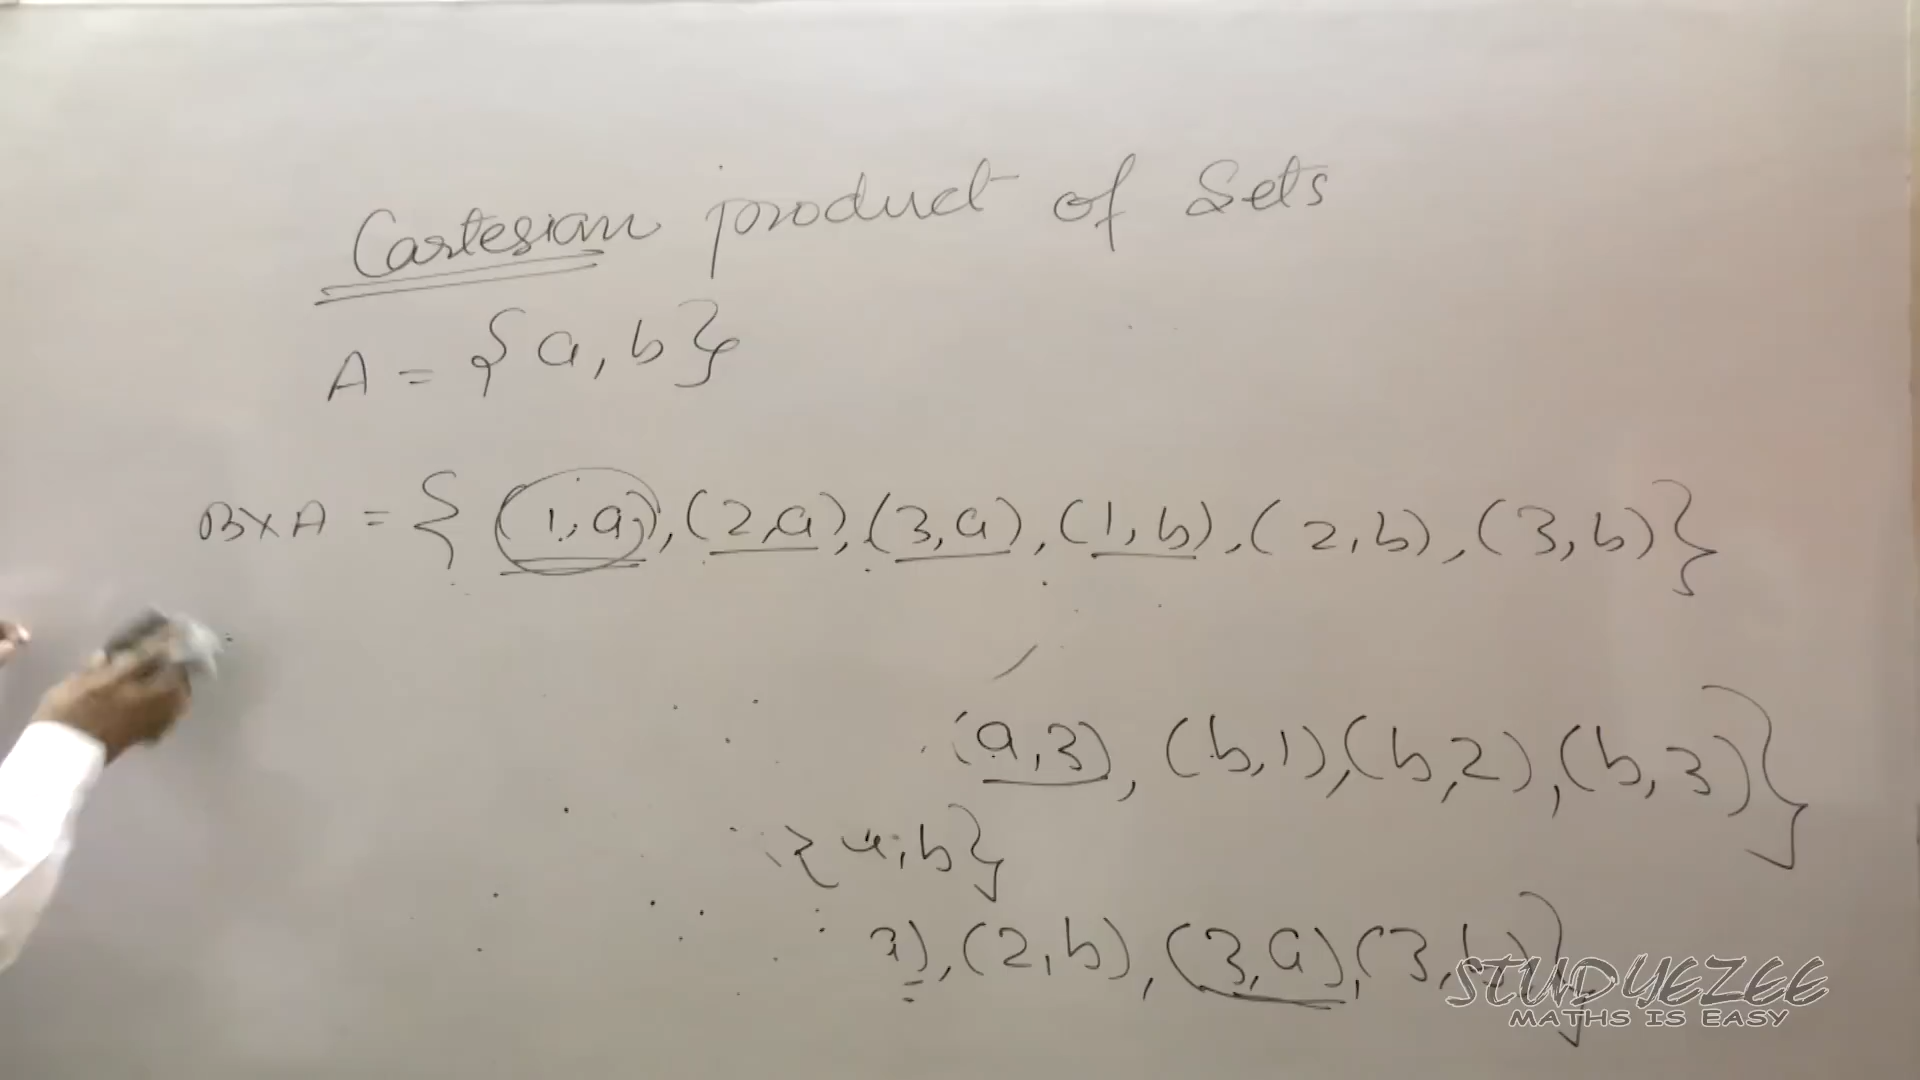 Cartesian product of Sets
A = {a, b}
B×A = { (1, a), (2, a), (3, a), (1, b), (2, b), (3, b)}
(a, 3), (b, 1), (b, 2), (b, 3)}
b}
), (2, b), (3, a), (3, b)}
STUDYEZEE
MATHS IS EASY